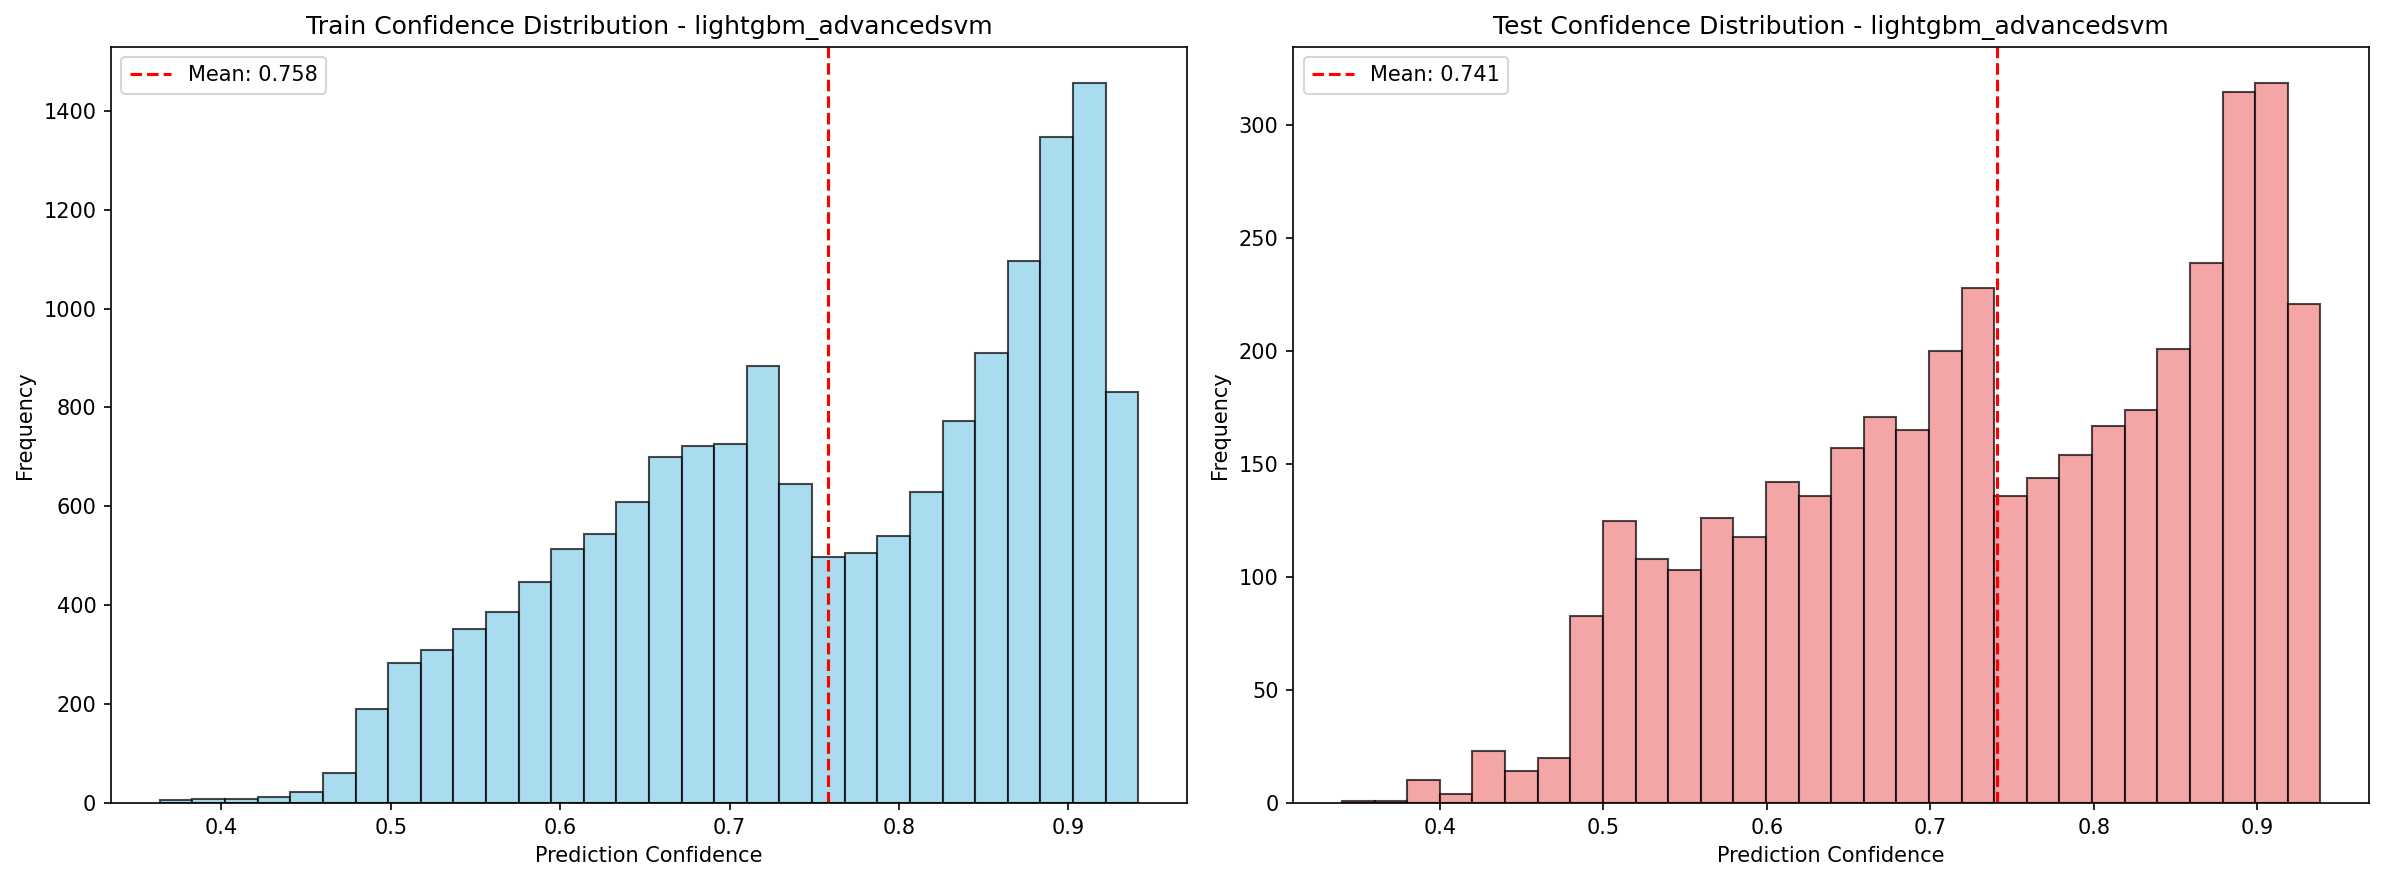 Train Confidence Distribution - lightgbm_advancedsvm
Mean: 0.758
1400
1200
1000
800
600
400
200
0
Frequency
0.4 0.5 0.6 0.7 0.8 0.9
Prediction Confidence
Test Confidence Distribution - lightgbm_advancedsvm
Mean: 0.741
300
250
200
150
100
50
0
Frequency
0.4 0.5 0.6 0.7 0.8 0.9
Prediction Confidence